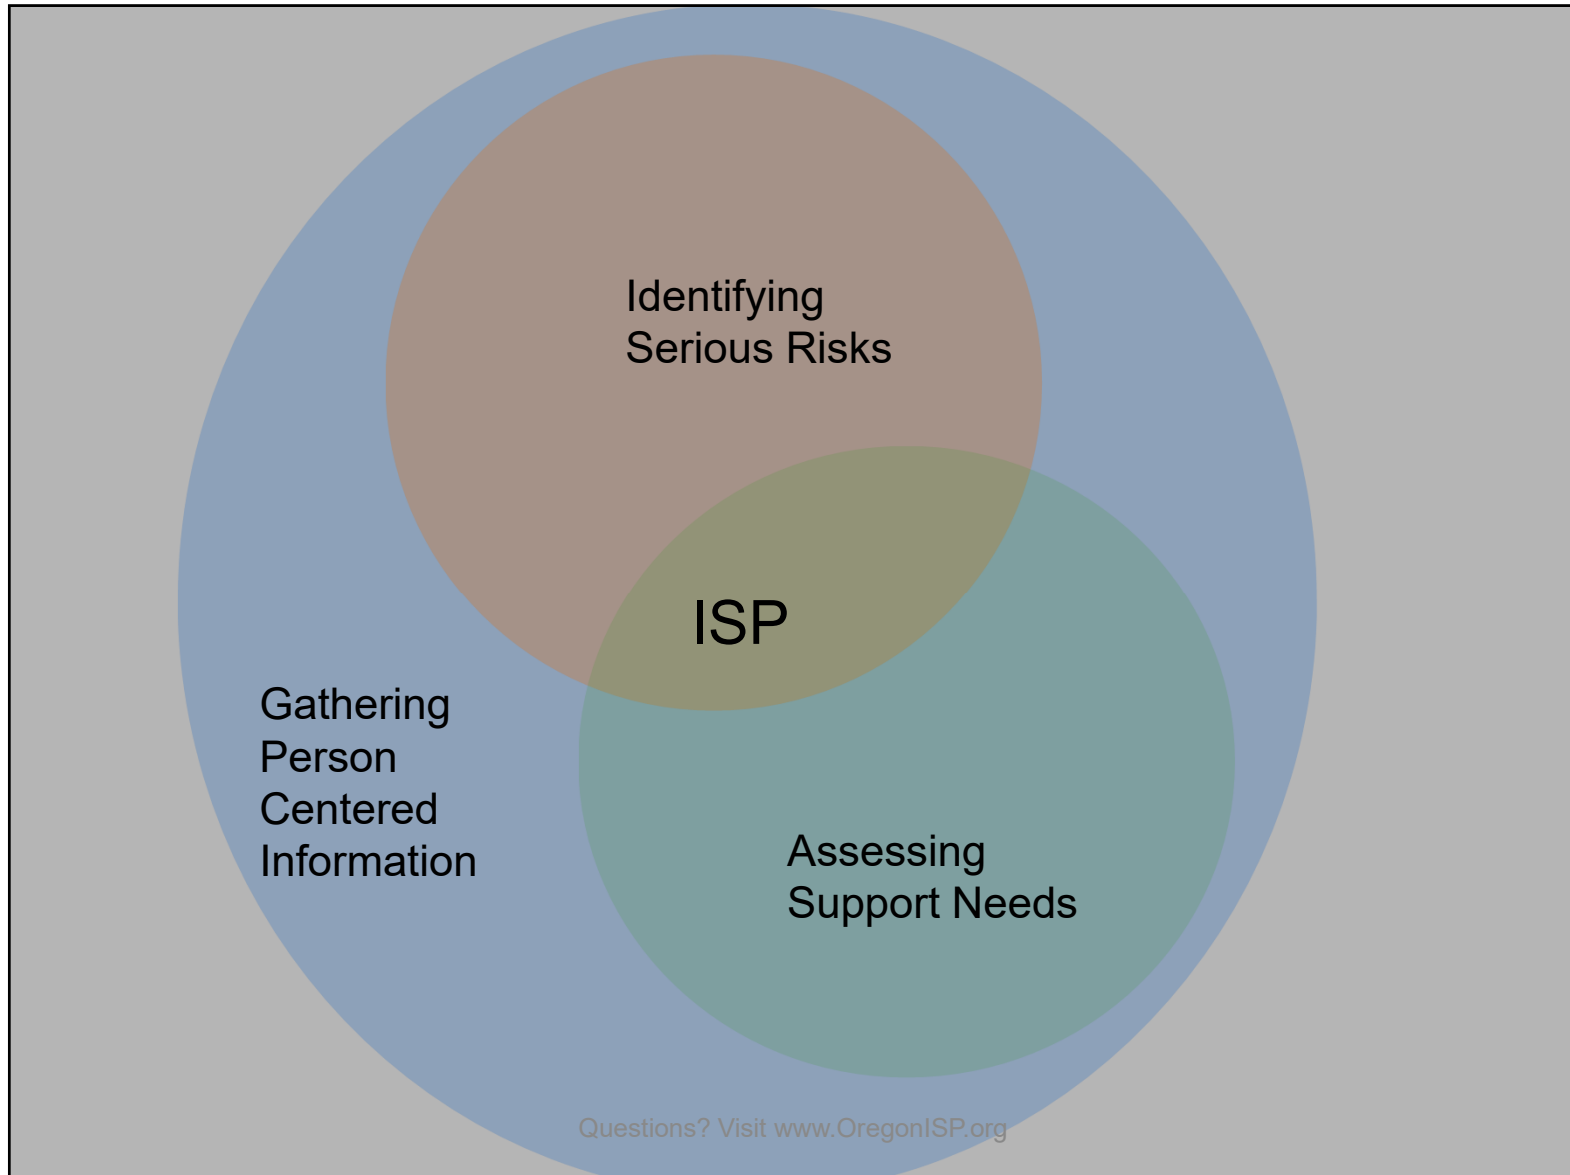 Identifying
Serious Risks
ISP
Gathering
Person
Centered
Information
Assessing
Support Needs
Questions? Visit www.OregonISP.org